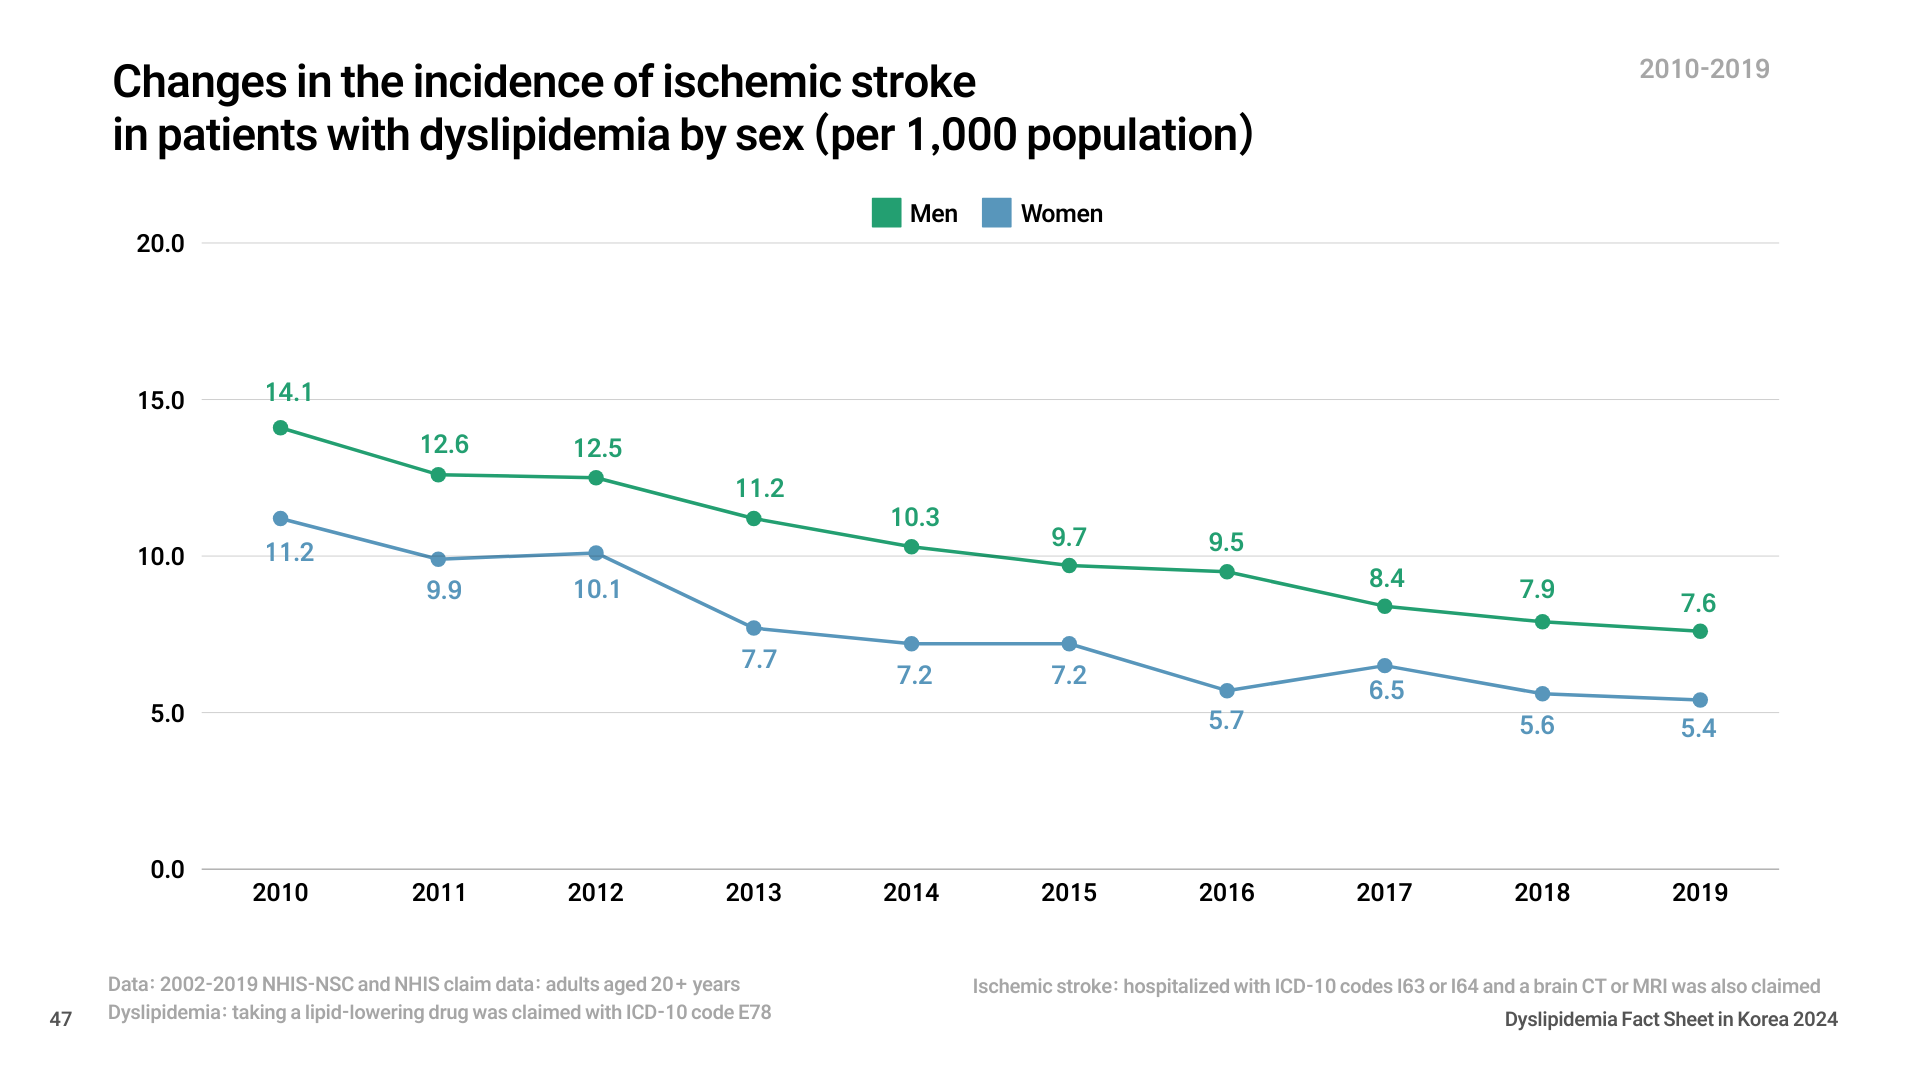 Changes in the incidence of ischemic stroke
in patients with dyslipidemia by sex (per 1,000 population)
2010-2019
Men Women
20.0
15.0
10.0
5.0
0.0
14.1 12.6 12.5 11.2 10.3 9.7 9.5 8.4 7.9 7.6
11.2 9.9 10.1 7.7 7.2 7.2 5.7 6.5 5.6 5.4
2010 2011 2012 2013 2014 2015 2016 2017 2018 2019
Data: 2002-2019 NHIS-NSC and NHIS claim data: adults aged 20+ years
Dyslipidemia: taking a lipid-lowering drug was claimed with ICD-10 code E78
Ischemic stroke: hospitalized with ICD-10 codes I63 or I64 and a brain CT or MRI was also claimed
47
Dyslipidemia Fact Sheet in Korea 2024